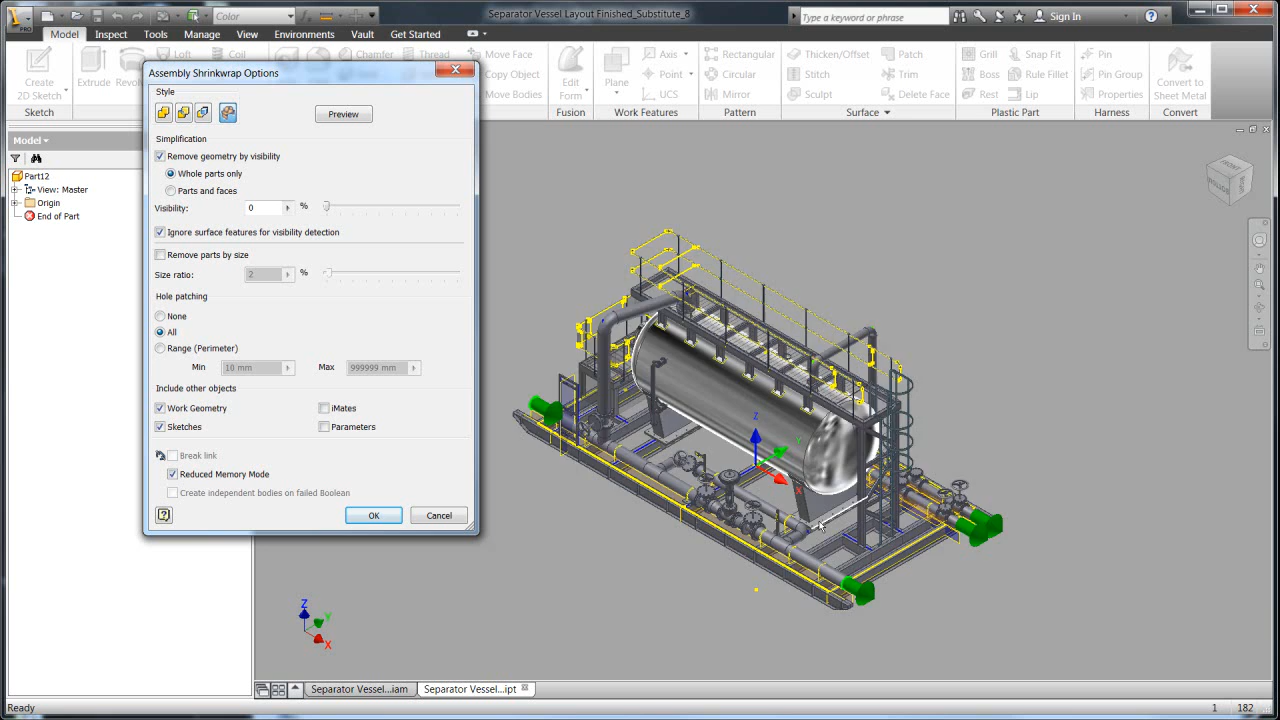 PRO
Color
Separator Vessel Layout Finished_Substitute_8
Type a keyword or phrase
Sign In
Model Inspect Tools Manage View Environments Vault Get Started
Create
2D Sketch
Extrude
Loft Coil
Chamfer Thread
Move Face
Copy Object
Move Bodies
Edit
Form
Plane
Axis
Point
UCS
Rectangular
Circular
Mirror
Thicken/Offset Patch
Stitch Trim
Sculpt Delete Face
Grill Snap Fit
Boss Rule Fillet
Rest Lip
Pin
Pin Group
Properties
Convert to
Sheet Metal
Sketch Fusion Work Features Pattern Surface Plastic Part Harness Convert
Model
Part12
View: Master
Origin
End of Part
Assembly Shrinkwrap Options
Style
Preview
Simplification
Remove geometry by visibility
Whole parts only
Parts and faces
Visibility: 0 %
Ignore surface features for visibility detection
Remove parts by size
Size ratio: 2 %
Hole patching
None
All
Range (Perimeter)
Min 10 mm Max 999999 mm
Include other objects
Work Geometry iMates
Sketches Parameters
Break link
Reduced Memory Mode
Create independent bodies on failed Boolean
OK Cancel
FRONT
BOTTOM
Z
Y
X
Z
Y
X
Separator Vessel...iam Separator Vessel...ipt
Ready 1 182